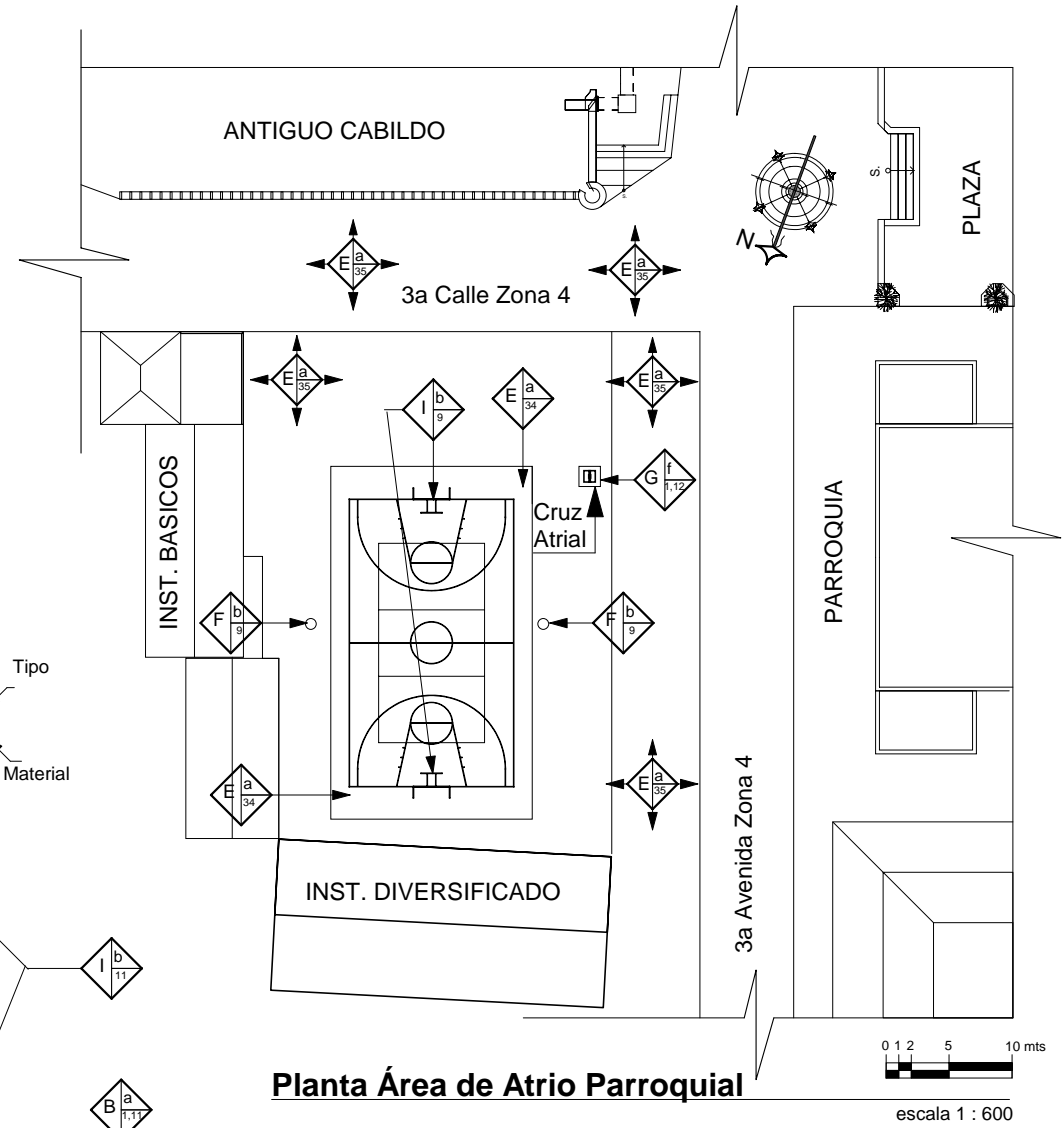 ANTIGUO CABILDO
S.
PLAZA
N
E a 35
E a 35
3a Calle Zona 4
E a 35
I b 9
E a 34
E a 35
G f 1,12
Cruz
Atrial
INST. BASICOS
PARROQUIA
F b 9
F b 9
Tipo
Material
E a 34
E a 35
3a Avenida Zona 4
INST. DIVERSIFICADO
I b 11
0 1 2 5 10 mts
Planta Área de Atrio Parroquial
B a 1,11
escala 1 : 600